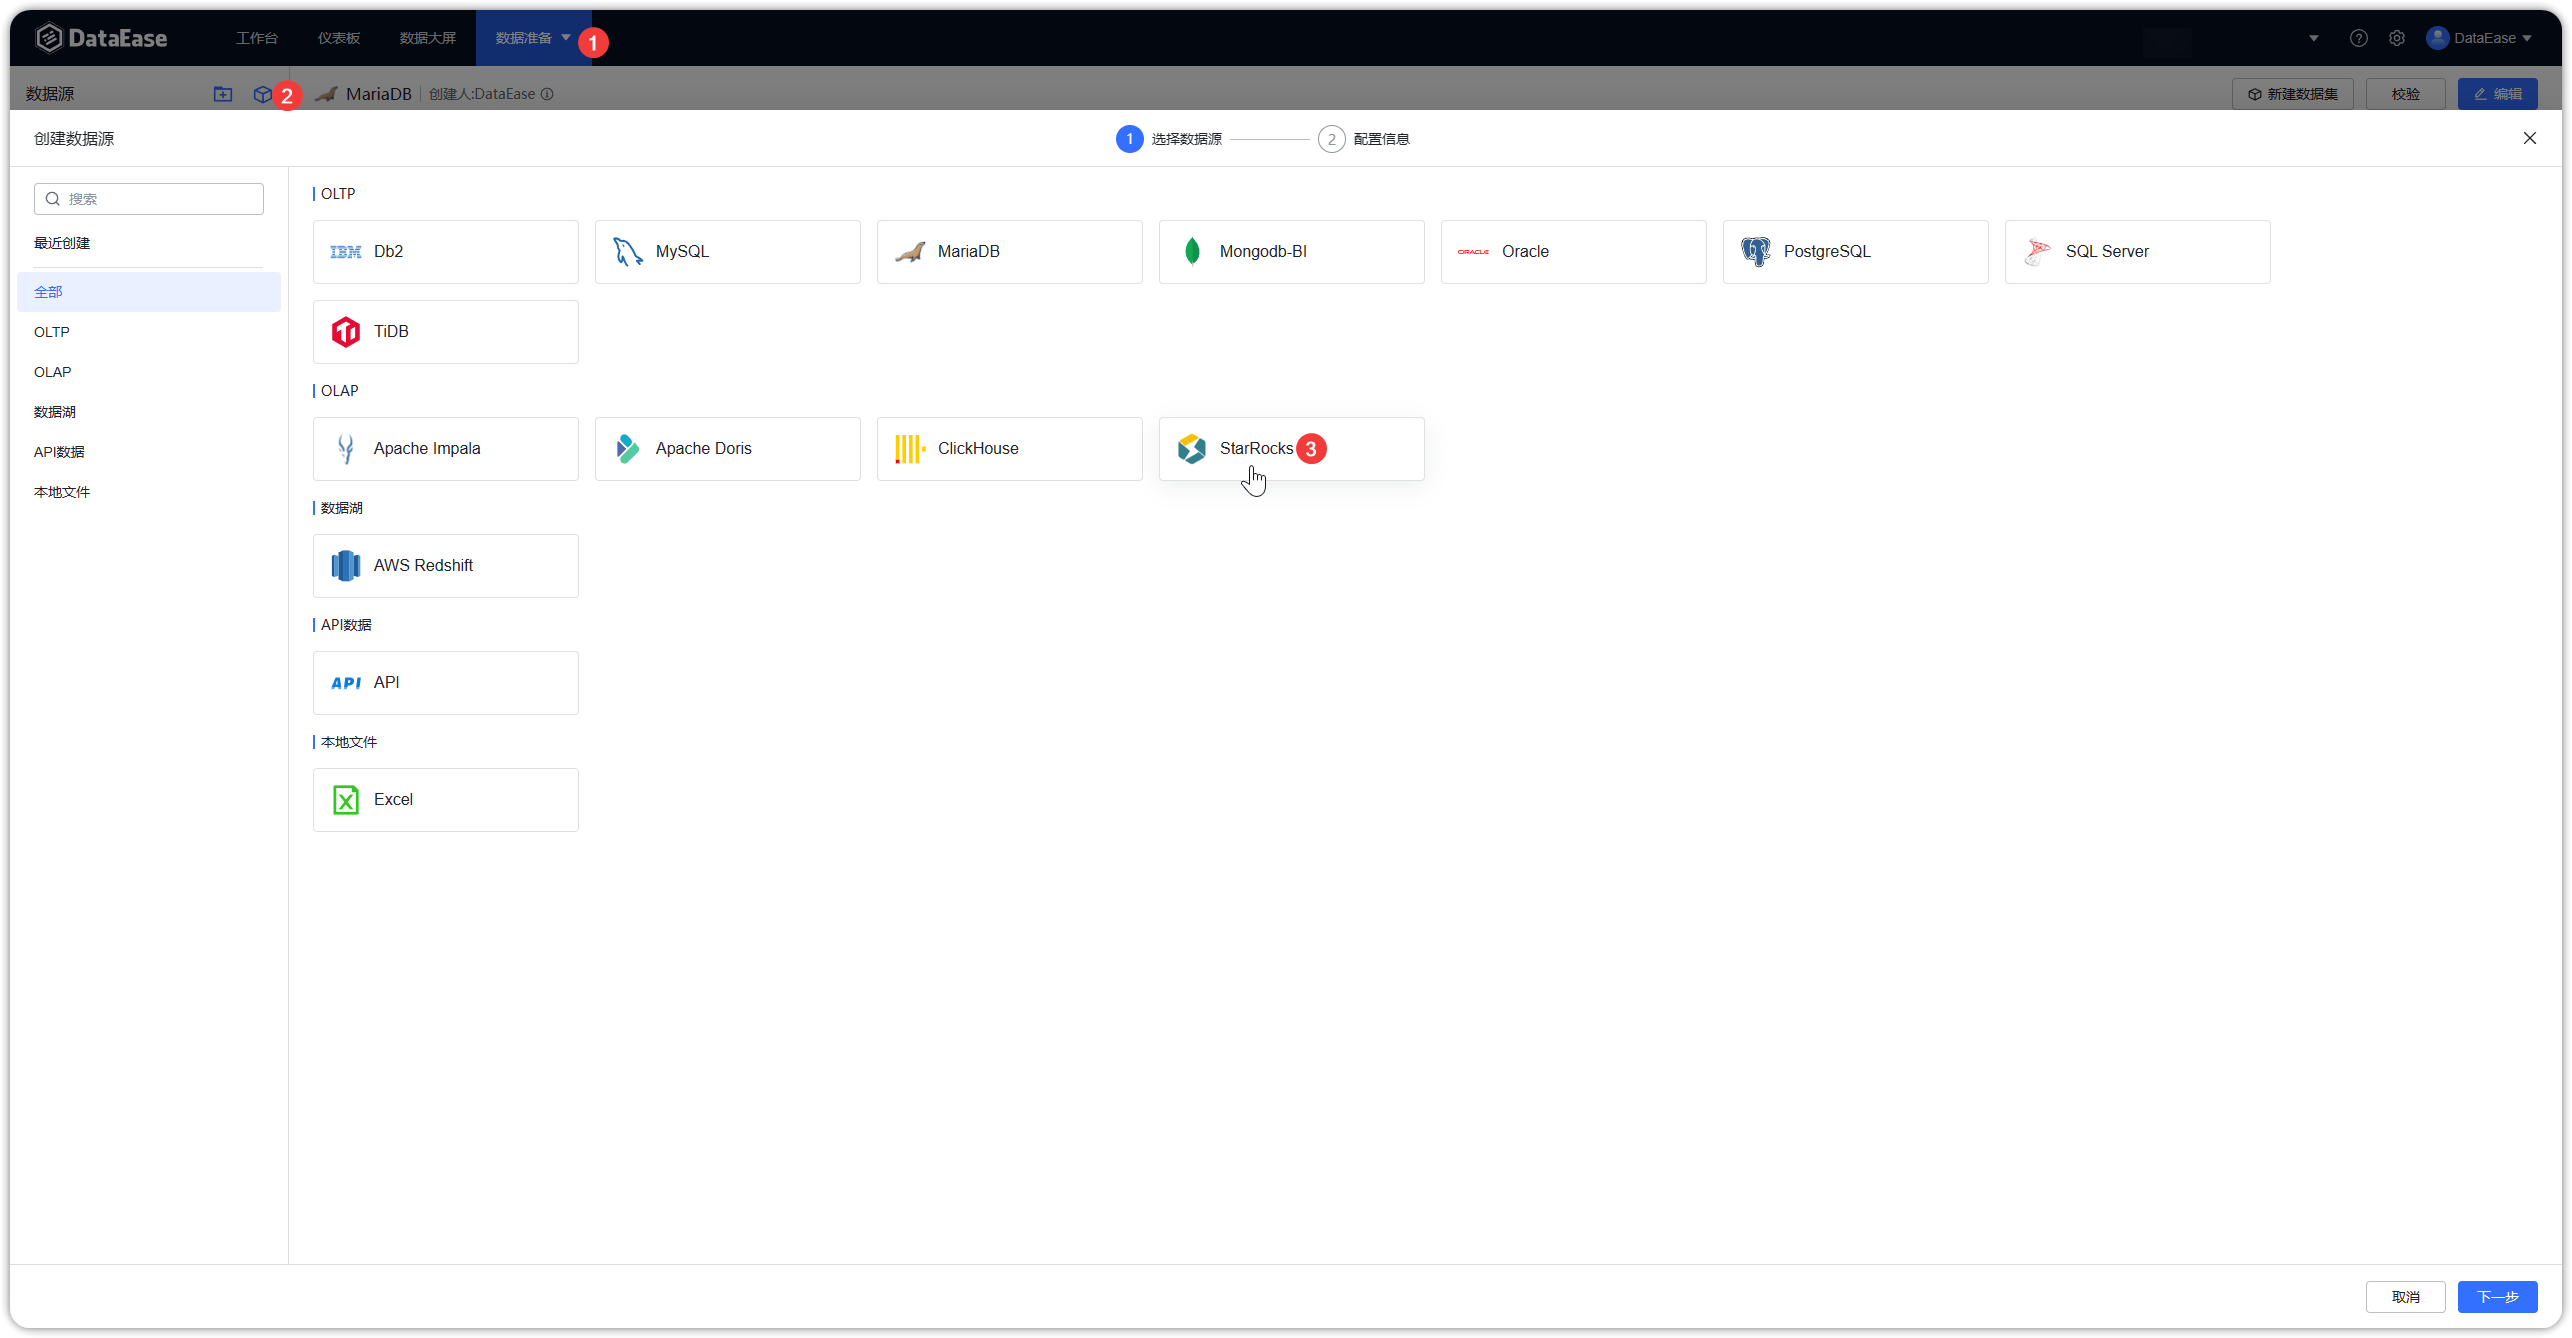 DataEase 工作台 仪表板 数据大屏 数据准备 1 DataEase
数据源 2 MariaDB 创建人:DataEase 新建数据集 校验 编辑
创建数据源 1 选择数据源 2 配置信息
搜索
最近创建
全部
OLTP
OLAP
数据湖
API数据
本地文件
OLTP
IBM Db2 MySQL MariaDB Mongodb-BI ORACLE Oracle PostgreSQL SQL Server
TiDB
OLAP
Apache Impala Apache Doris ClickHouse StarRocks 3
数据湖
AWS Redshift
API数据
API API
本地文件
Excel
取消 下一步